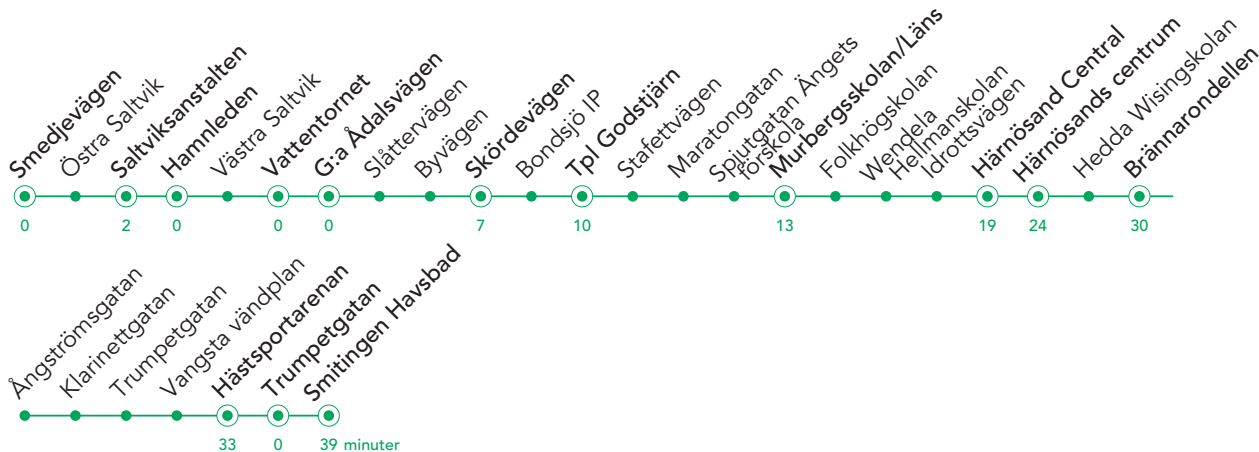 Smedjevägen
Östra Saltvik
Saltviksanstalten
Hamnleden
Västra Saltvik
Vattentornet
G:a Ådalsvägen
Slåttervägen
Byvägen
Skördevägen
Bondsjö IP
Tpl Godstjärn
Stafettvägen
Maratongatan
Spjutgatan Ängets
förskola
Murbergsskolan/Läns
Folkhögskolan
Wendela
Hellmanskolan
Idrottsvägen
Härnösand Central
Härnösands centrum
Hedda Wisingskolan
Brännarondellen
0 2 0 0 0 7 10 13 19 24 30
Ångströmsgatan
Klarinettgatan
Trumpetgatan
Vangsta vändplan
Hästsportarenan
Trumpetgatan
Smitingen Havsbad
33 0 39 minuter